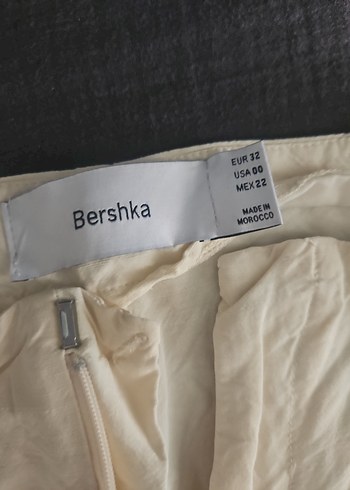 Bershka
EUR 32
USA 00
MEX 22
MADE IN
MOROCCO